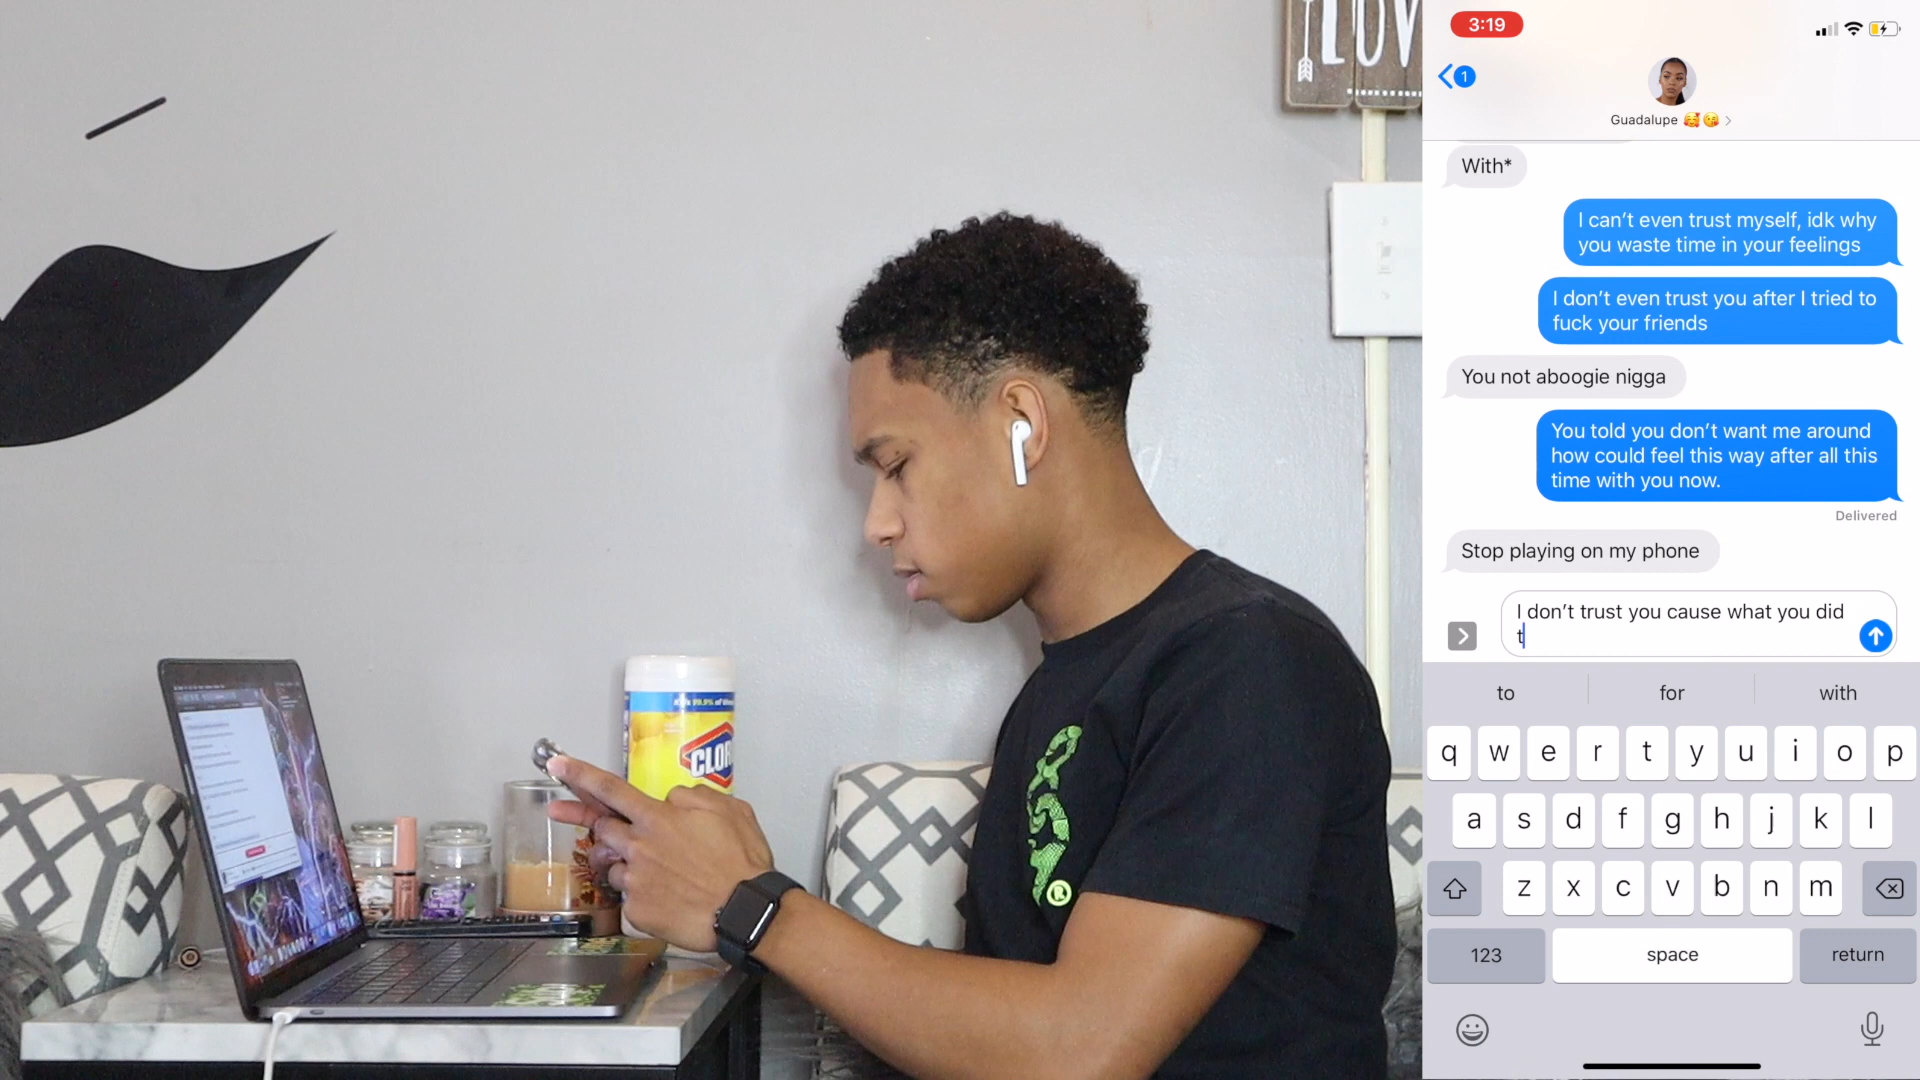 LOV
3:19
1
Guadalupe 🥰😘 >
With*
I can't even trust myself, idk why
you waste time in your feelings
I don't even trust you after I tried to
fuck your friends
You not aboogie nigga
You told you don't want me around
how could feel this way after all this
time with you now.
Delivered
Stop playing on my phone
I don't trust you cause what you did
t
to for with
q w e r t y u i o p
a s d f g h j k l
z x c v b n m
123 space return
CLOR
®